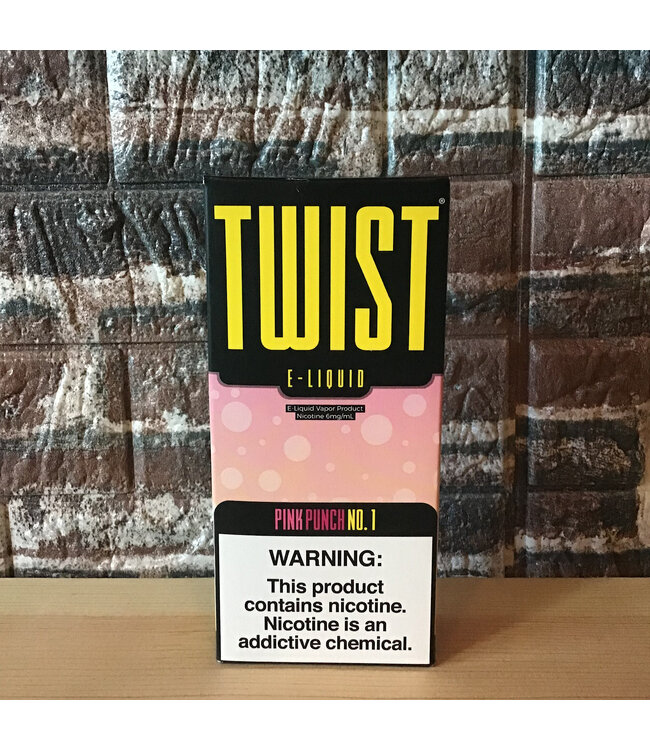 TWIST®
E-LIQUID
E-Liquid Vapor Product
Nicotine 6mg/mL
PINK PUNCH NO. 1
WARNING:
This product
contains nicotine.
Nicotine is an
addictive chemical.